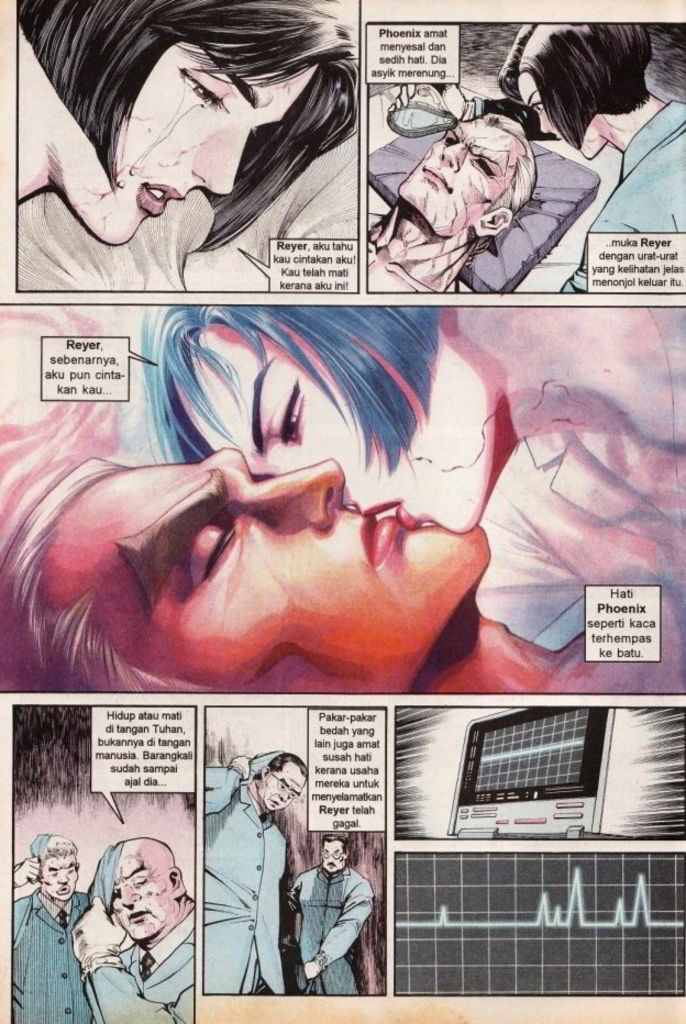 Reyer, aku tahu
kau cintakan aku!
Kau telah mati
kerana aku ini!
Phoenix amat
menyesal dan
sedih hati. Dia
asyik merenung...
..muka Reyer
dengan urat-urat
yang kelihatan jelas
menonjol keluar itu.
Reyer,
sebenarnya,
aku pun cinta-
kan kau...
Hati
Phoenix
seperti kaca
terhempas
ke batu.
Hidup atau mati
di tangan Tuhan,
bukannya di tangan
manusia. Barangkali
sudah sampai
ajal dia...
Pakar-pakar
bedah yang
lain juga amat
susah hati
kerana usaha
mereka untuk
menyelamatkan
Reyer telah
gagal.